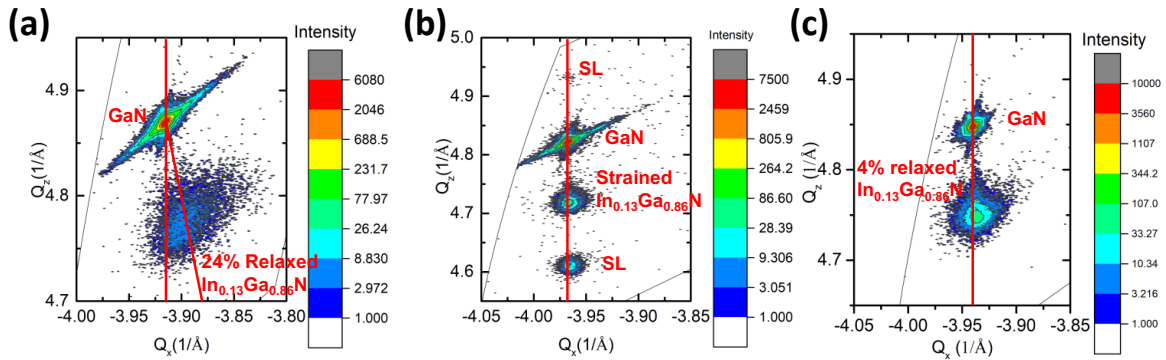 (a)
Intensity
6080
2046
688.5
231.7
77.97
26.24
8.830
2.972
1.000
4.9
4.8
4.7
Qz(1/Å)
GaN
24% Relaxed
In0.13Ga0.86N
-4.00
-3.95
-3.90
-3.85
-3.80
Qx(1/Å)
(b)
Intensity
7500
2459
805.9
264.2
86.60
28.39
9.306
3.051
1.000
5.0
4.9
4.8
4.7
4.6
Qz(1/Å)
SL
GaN
Strained
In0.13Ga0.86N
SL
-4.00
-3.95
-3.90
-3.85
Qx(1/Å)
(c)
Intensity
10000
3560
1107
344.2
107.0
33.27
10.34
3.216
1.000
4.9
4.8
4.7
Qz (1/Å)
GaN
4% relaxed
In0.13Ga0.86N
-4.05
-4.00
-3.95
-3.90
-3.85
Qx (1/Å)